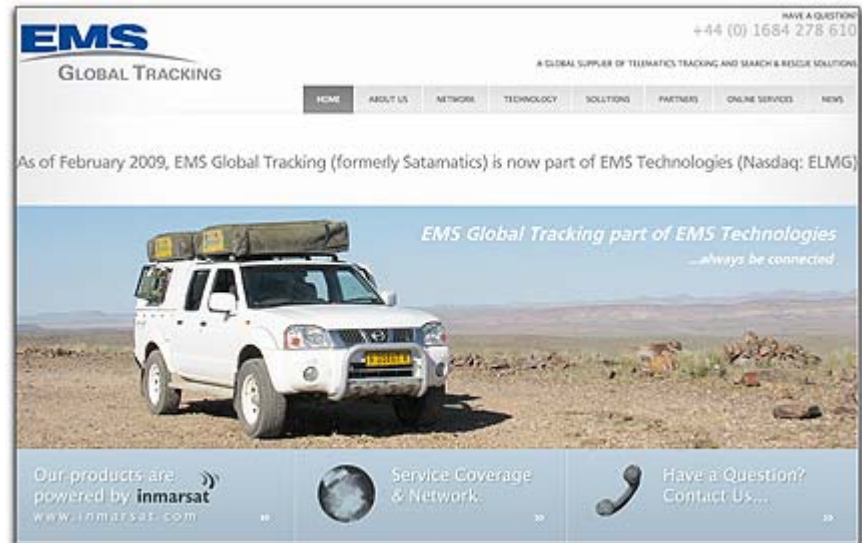 HAVE A QUESTION?
+44 (0) 1684 278 610
EMS
GLOBAL TRACKING
A GLOBAL SUPPLIER OF TELEMATICS TRACKING AND SEARCH & RESCUE SOLUTIONS
HOME ABOUT US NETWORK TECHNOLOGY SOLUTIONS PARTNERS ONLINE SERVICES NEWS
As of February 2009, EMS Global Tracking (formerly Satamatics) is now part of EMS Technologies (Nasdaq: ELMG)
EMS Global Tracking part of EMS Technologies
...always be connected
Our products are
powered by inmarsat
www.inmarsat.com
»
Service Coverage
& Network
»
Have a Question?
Contact Us...
»